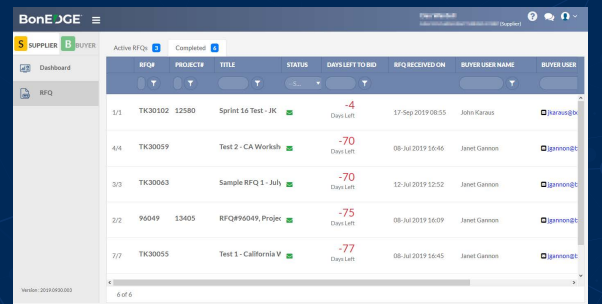 BonEDGE
(Supplier)
S SUPPLIER B BUYER
Dashboard
RFQ
Version : 2019.0930.003
Active RFQs 3 Completed 6
RFQ# PROJECT# TITLE STATUS DAYS LEFT TO BID RFQ RECEIVED ON BUYER USER NAME BUYER USER
1/1 TK30102 12580 Sprint 16 Test - JK -4 Days Left 17-Sep 2019 08:55 John Karaus jkaraus@b
4/4 TK30059 Test 2 - CA Worksh -70 Days Left 08-Jul 2019 16:46 Janet Gannon jgannon@b
3/3 TK30063 Sample RFQ 1 - July -70 Days Left 12-Jul 2019 12:52 Janet Gannon jgannon@b
2/2 96049 13405 RFQ#96049, Projec -75 Days Left 08-Jul 2019 16:09 Janet Gannon jgannon@b
7/7 TK30055 Test 1 - California W -77 Days Left 08-Jul 2019 16:45 Janet Gannon jgannon@b
6 of 6